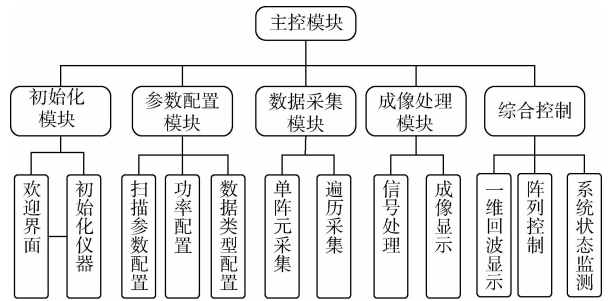 主控模块
初始化
模块
参数配置
模块
数据采集
模块
成像处理
模块
综合控制
欢迎界面
初始化仪器
扫描参数配置
功率配置
数据类型配置
单阵元采集
遍历采集
信号处理
成像显示
一维回波显示
阵列控制
系统状态监测